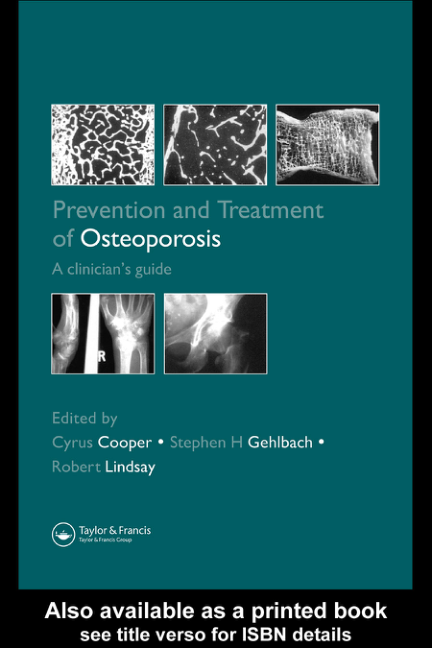 Prevention and Treatment
of Osteoporosis
A clinician's guide
R
Edited by
Cyrus Cooper • Stephen H Gehlbach •
Robert Lindsay
Taylor & Francis
Taylor & Francis Group
Also available as a printed book
see title verso for ISBN details